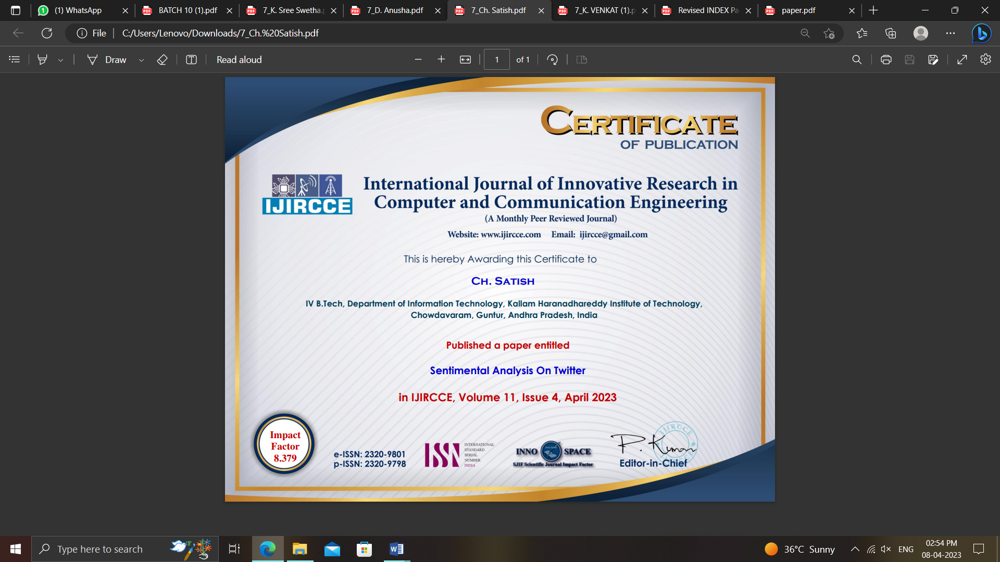 (1) WhatsApp
BATCH 10 (1).pdf
7_K. Sree Swetha.
7_D. Anusha.pdf
7_Ch. Satish.pdf
7_K. VENKAT (1).p
Revised INDEX Pa
paper.pdf
File
C:/Users/Lenovo/Downloads/7_Ch.%20Satish.pdf
Draw
Read aloud
1 of 1
CERTIFICATE
OF PUBLICATION
IJIRCCE
International Journal of Innovative Research in
Computer and Communication Engineering
(A Monthly Peer Reviewed Journal)
Website: www.ijircce.com Email: ijircce@gmail.com
This is hereby Awarding this Certificate to
CH. SATISH
IV B.Tech, Department of Information Technology, Kallam Haranadhareddy Institute of Technology,
Chowdavaram, Guntur, Andhra Pradesh, India
Published a paper entitled
Sentimental Analysis On Twitter
in IJIRCCE, Volume 11, Issue 4, April 2023
Impact
Factor
8.379
e-ISSN: 2320-9801
p-ISSN: 2320-9798
ISSN
INTERNATIONAL
STANDARD
SERIAL
NUMBER
INDIA
INNO SPACE
SJIF Scientific Journal Impact Factor
IJIRCCE
P. Kumar
Editor-in-Chief
Type here to search
36°C Sunny
ENG
02:54 PM
08-04-2023